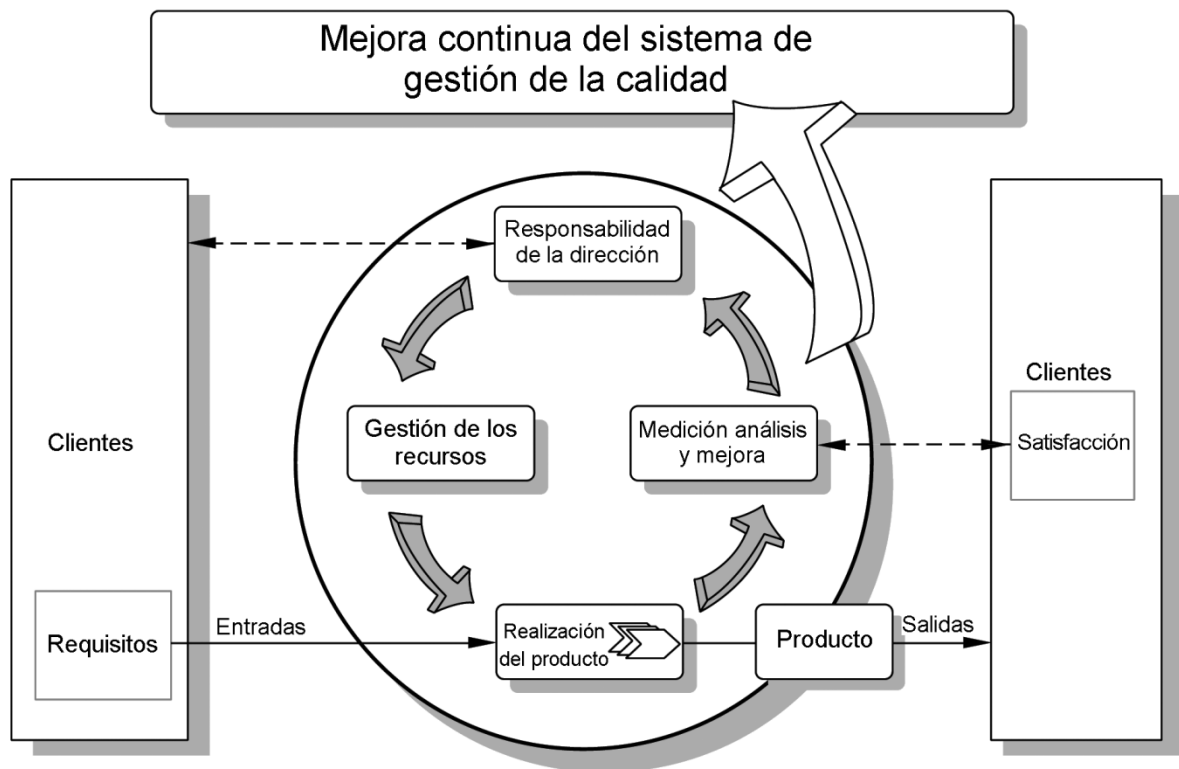 Mejora continua del sistema de
gestión de la calidad
Responsabilidad
de la dirección
Clientes
Gestión de los
recursos
Medición análisis
y mejora
Clientes
Satisfacción
Requisitos
Entradas
Realización
del producto
Producto
Salidas